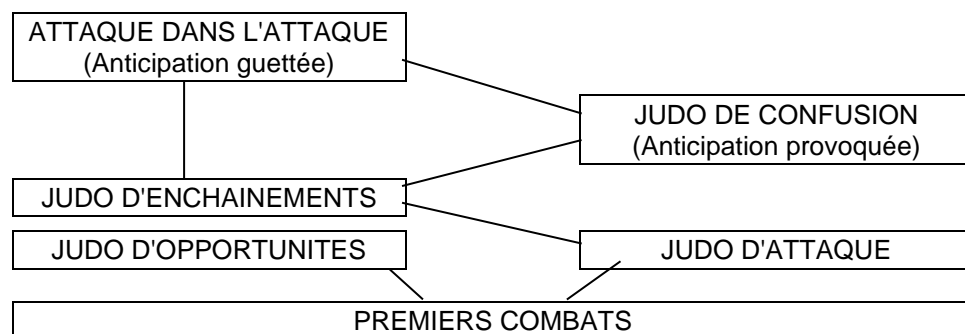 ATTAQUE DANS L'ATTAQUE
(Anticipation guettée)
JUDO DE CONFUSION
(Anticipation provoquée)
JUDO D'ENCHAINEMENTS
JUDO D'OPPORTUNITES
JUDO D'ATTAQUE
PREMIERS COMBATS